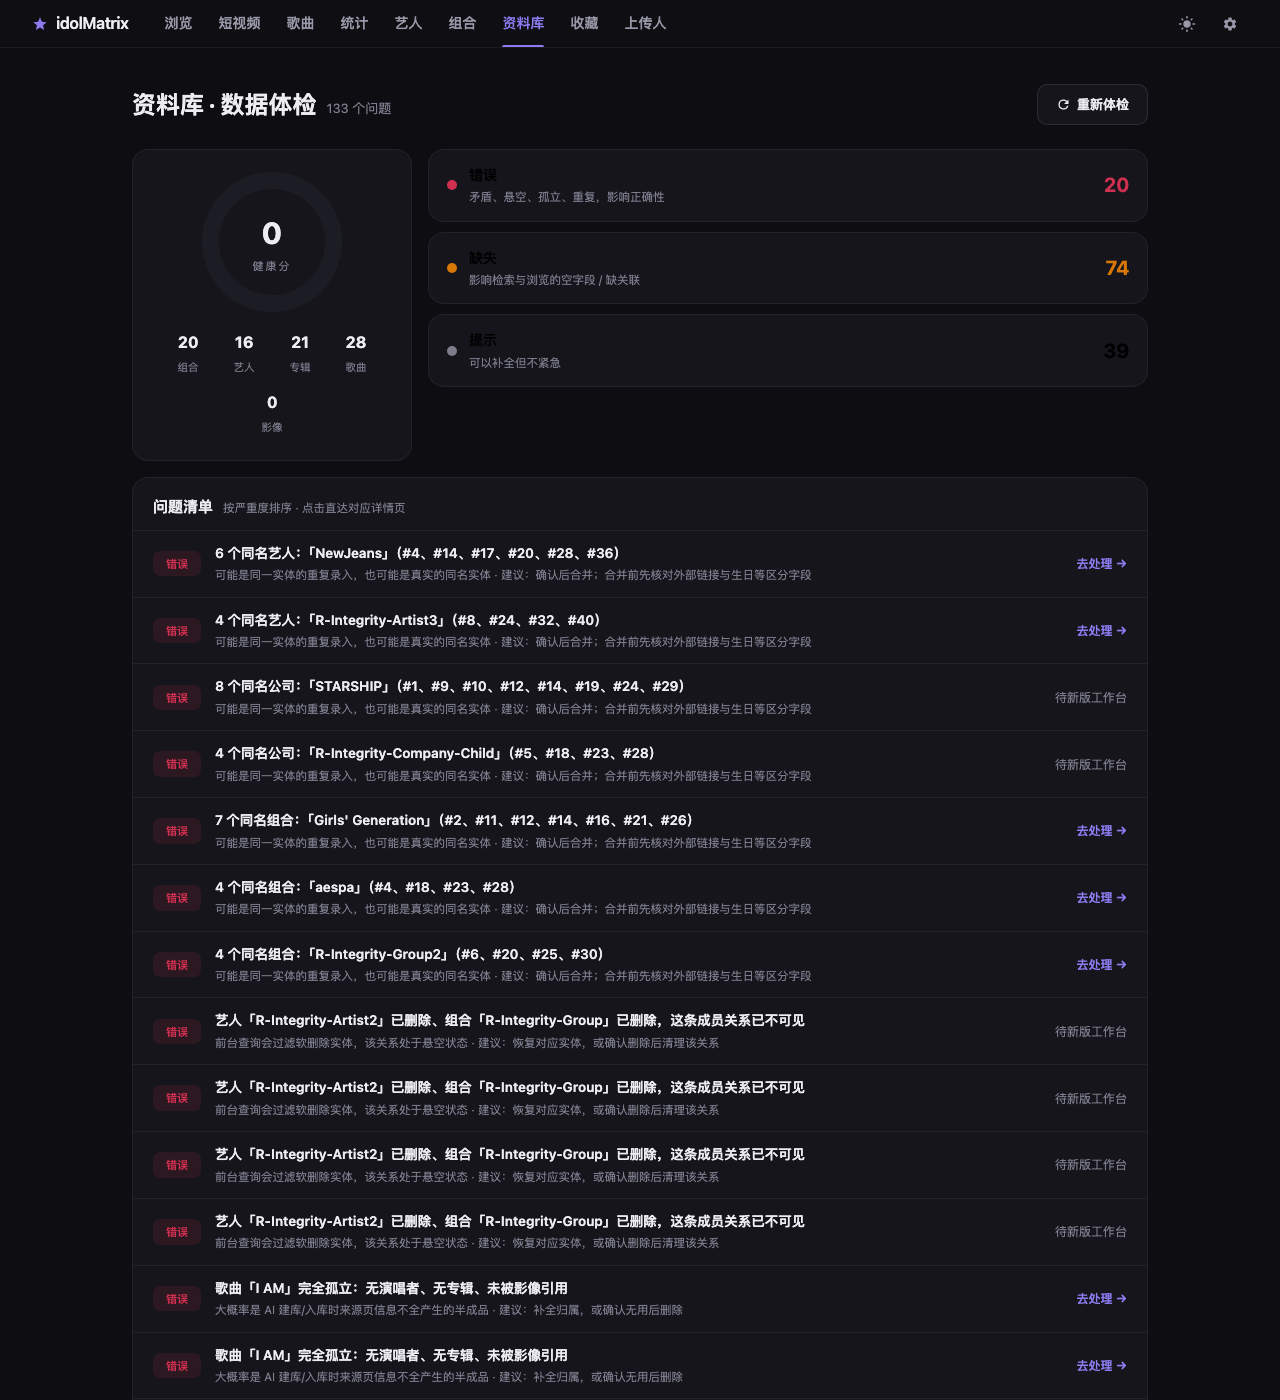 idolMatrix 浏览 短视频 歌曲 统计 艺人 组合 资料库 收藏 上传人
资料库 · 数据体检 133 个问题
重新体检
0
健康分
20 16 21 28
组合 艺人 专辑 歌曲
0
影像
错误
矛盾、悬空、孤立、重复，影响正确性
20
缺失
影响检索与浏览的空字段 / 缺关联
74
提示
可以补全但不紧急
39
问题清单 按严重度排序 · 点击直达对应详情页
错误
6 个同名艺人：「NewJeans」（#4、#14、#17、#20、#28、#36）
可能是同一实体的重复录入，也可能是真实的同名实体 · 建议：确认后合并；合并前先核对外部链接与生日等区分字段
去处理 →
错误
4 个同名艺人：「R-Integrity-Artist3」（#8、#24、#32、#40）
可能是同一实体的重复录入，也可能是真实的同名实体 · 建议：确认后合并；合并前先核对外部链接与生日等区分字段
去处理 →
错误
8 个同名公司：「STARSHIP」（#1、#9、#10、#12、#14、#19、#24、#29）
可能是同一实体的重复录入，也可能是真实的同名实体 · 建议：确认后合并；合并前先核对外部链接与生日等区分字段
待新版工作台
错误
4 个同名公司：「R-Integrity-Company-Child」（#5、#18、#23、#28）
可能是同一实体的重复录入，也可能是真实的同名实体 · 建议：确认后合并；合并前先核对外部链接与生日等区分字段
待新版工作台
错误
7 个同名组合：「Girls' Generation」（#2、#11、#12、#14、#16、#21、#26）
可能是同一实体的重复录入，也可能是真实的同名实体 · 建议：确认后合并；合并前先核对外部链接与生日等区分字段
去处理 →
错误
4 个同名组合：「aespa」（#4、#18、#23、#28）
可能是同一实体的重复录入，也可能是真实的同名实体 · 建议：确认后合并；合并前先核对外部链接与生日等区分字段
去处理 →
错误
4 个同名组合：「R-Integrity-Group2」（#6、#20、#25、#30）
可能是同一实体的重复录入，也可能是真实的同名实体 · 建议：确认后合并；合并前先核对外部链接与生日等区分字段
去处理 →
错误
艺人「R-Integrity-Artist2」已删除、组合「R-Integrity-Group」已删除，这条成员关系已不可见
前台查询会过滤软删除实体，该关系处于悬空状态 · 建议：恢复对应实体，或确认删除后清理该关系
待新版工作台
错误
艺人「R-Integrity-Artist2」已删除、组合「R-Integrity-Group」已删除，这条成员关系已不可见
前台查询会过滤软删除实体，该关系处于悬空状态 · 建议：恢复对应实体，或确认删除后清理该关系
待新版工作台
错误
艺人「R-Integrity-Artist2」已删除、组合「R-Integrity-Group」已删除，这条成员关系已不可见
前台查询会过滤软删除实体，该关系处于悬空状态 · 建议：恢复对应实体，或确认删除后清理该关系
待新版工作台
错误
艺人「R-Integrity-Artist2」已删除、组合「R-Integrity-Group」已删除，这条成员关系已不可见
前台查询会过滤软删除实体，该关系处于悬空状态 · 建议：恢复对应实体，或确认删除后清理该关系
待新版工作台
错误
歌曲「I AM」完全孤立：无演唱者、无专辑、未被影像引用
大概率是 AI 建库/入库时来源页信息不全产生的半成品 · 建议：补全归属，或确认无用后删除
去处理 →
错误
歌曲「I AM」完全孤立：无演唱者、无专辑、未被影像引用
大概率是 AI 建库/入库时来源页信息不全产生的半成品 · 建议：补全归属，或确认无用后删除
去处理 →